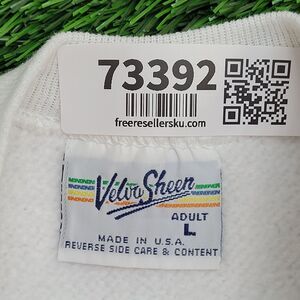 73392
freeresellersku.com
Velva Sheen
ADULT
L
MADE IN U.S.A.
REVERSE SIDE CARE & CONTENT